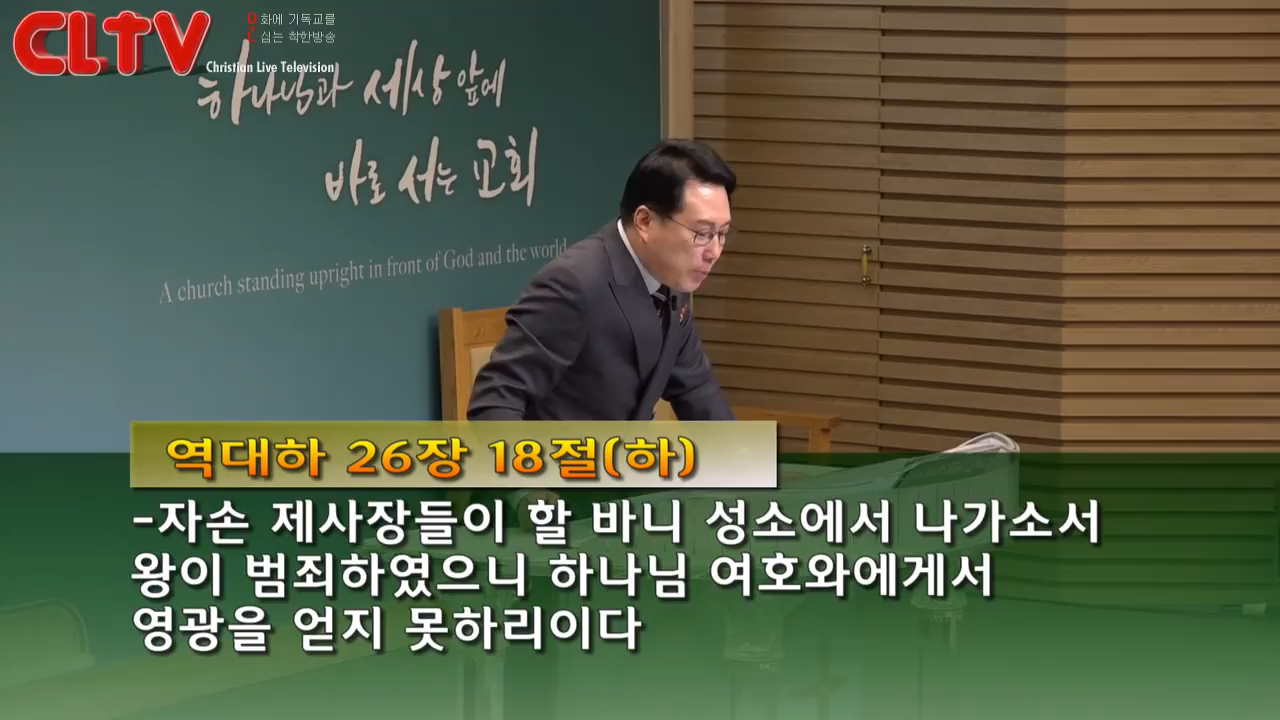 CLTV
화에 기독교를
심는 착한방송
Christian Live Television
하나님과 세상 앞에
바로 서는 교회
A church standing upright in front of God and the world
역대하 26장 18절(하)
-자손 제사장들이 할 바니 성소에서 나가소서
왕이 범죄하였으니 하나님 여호와에게서
영광을 얻지 못하리이다